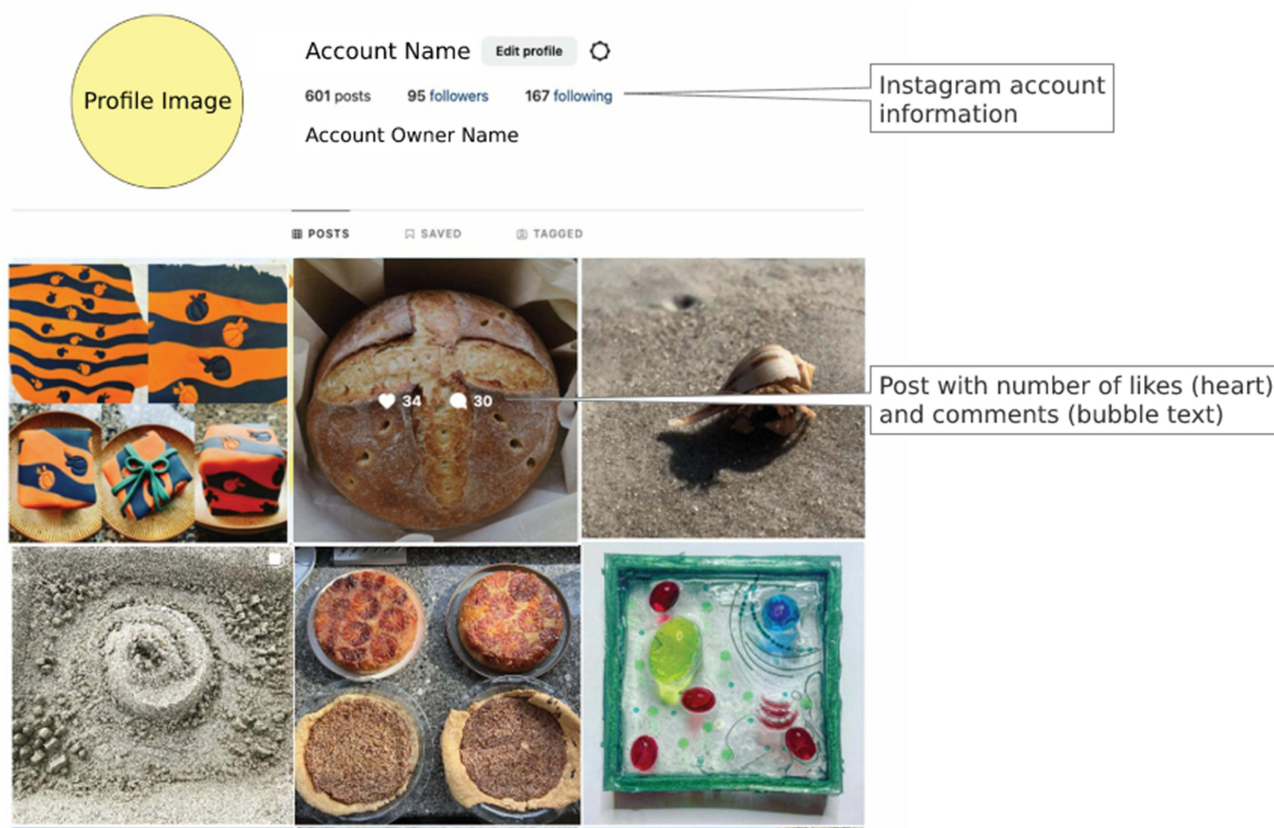 Profile Image
Account Name
Edit profile
601 posts 95 followers 167 following
Account Owner Name
Instagram account
information
POSTS SAVED TAGGED
34 30
Post with number of likes (heart)
and comments (bubble text)